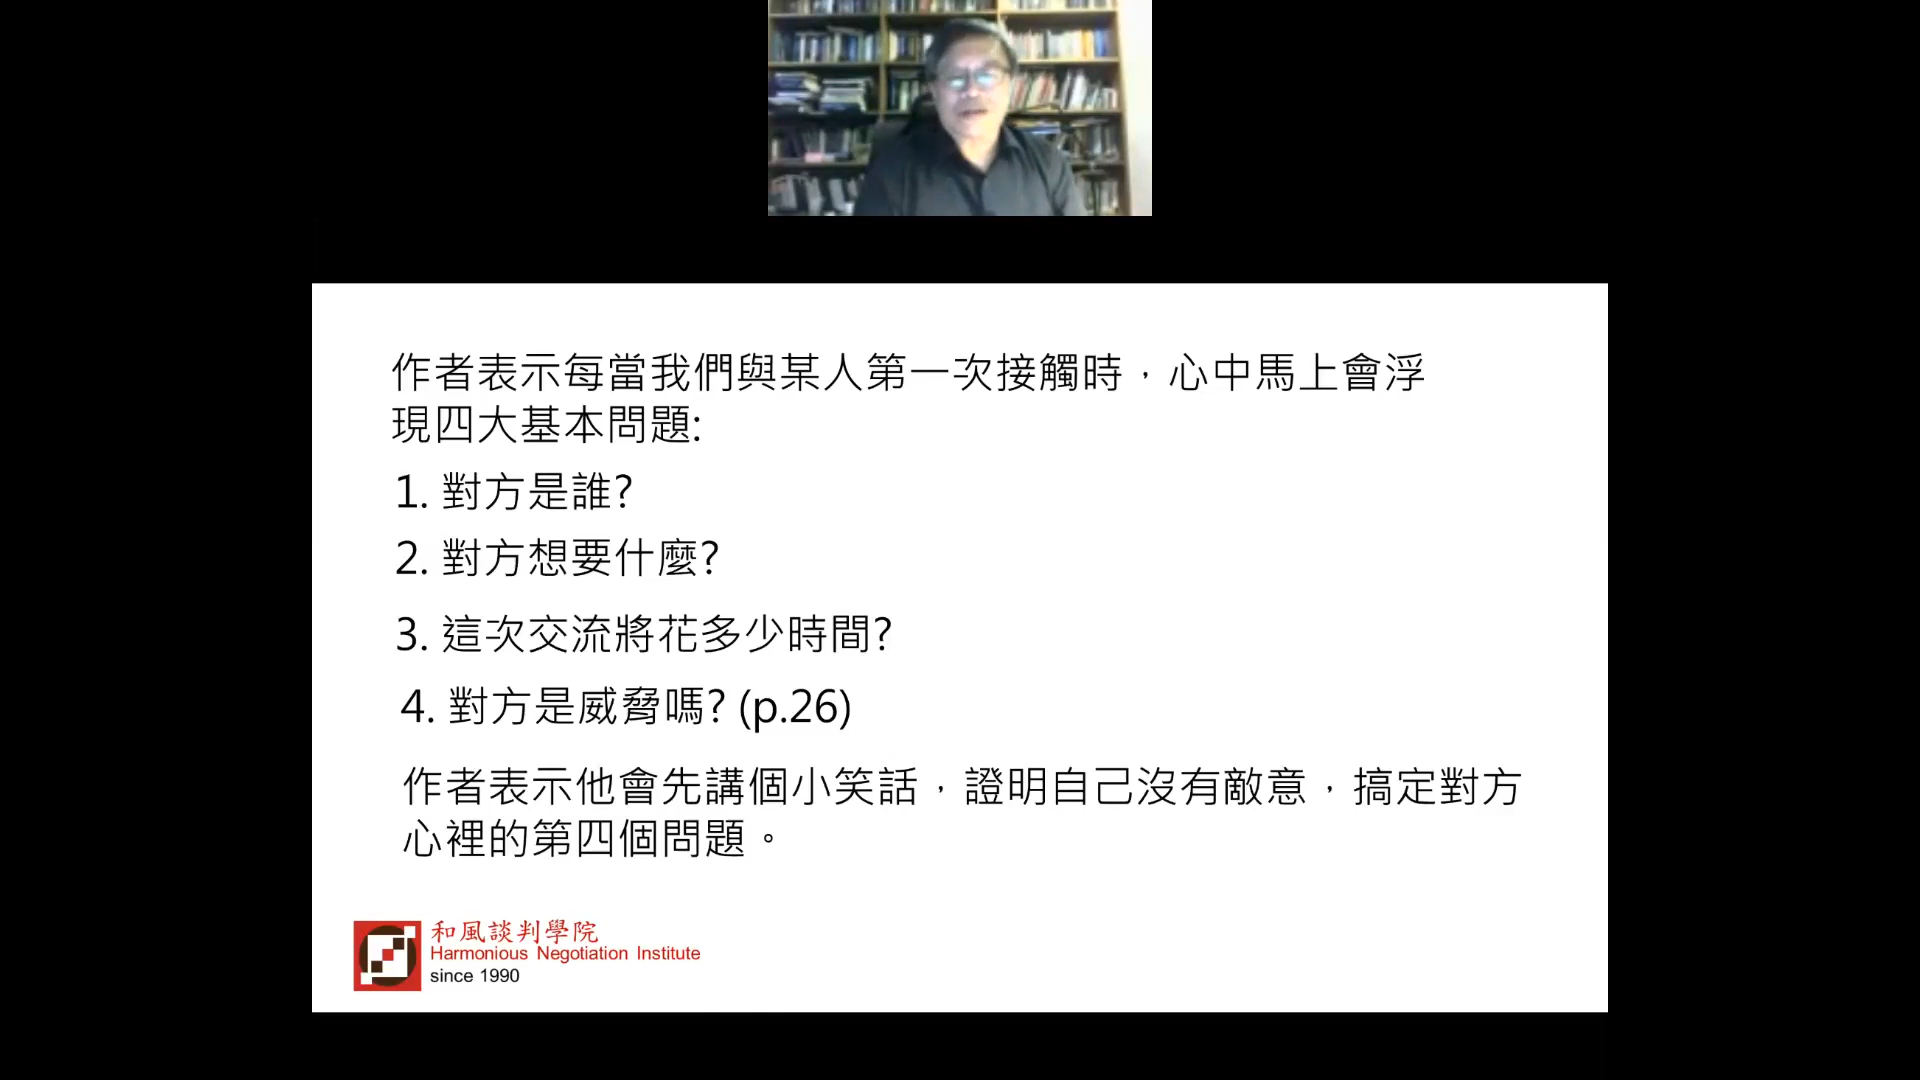 作者表示每當我們與某人第一次接觸時，心中馬上會浮
現四大基本問題:
1. 對方是誰?
2. 對方想要什麼?
3. 這次交流將花多少時間?
4. 對方是威脅嗎? (p.26)
作者表示他會先講個小笑話，證明自己沒有敵意，搞定對方
心裡的第四個問題。
和風談判學院
Harmonious Negotiation Institute
since 1990